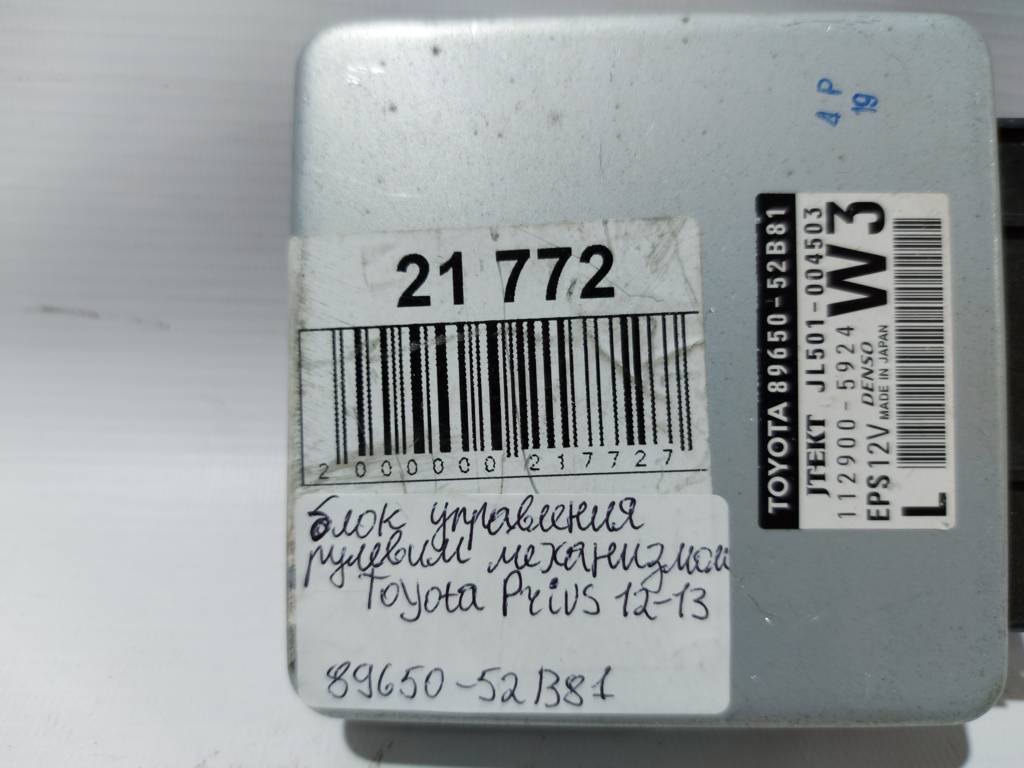 21 772
2 000000 217727
блок управления
рулевим механизмом
Toyota Prius 12-13
89650-52B81
4 P
19
TOYOTA 89650-52B81
JTEKT JL501-004503
112900-5924
W3
EPS12V DENSO
MADE IN JAPAN
L